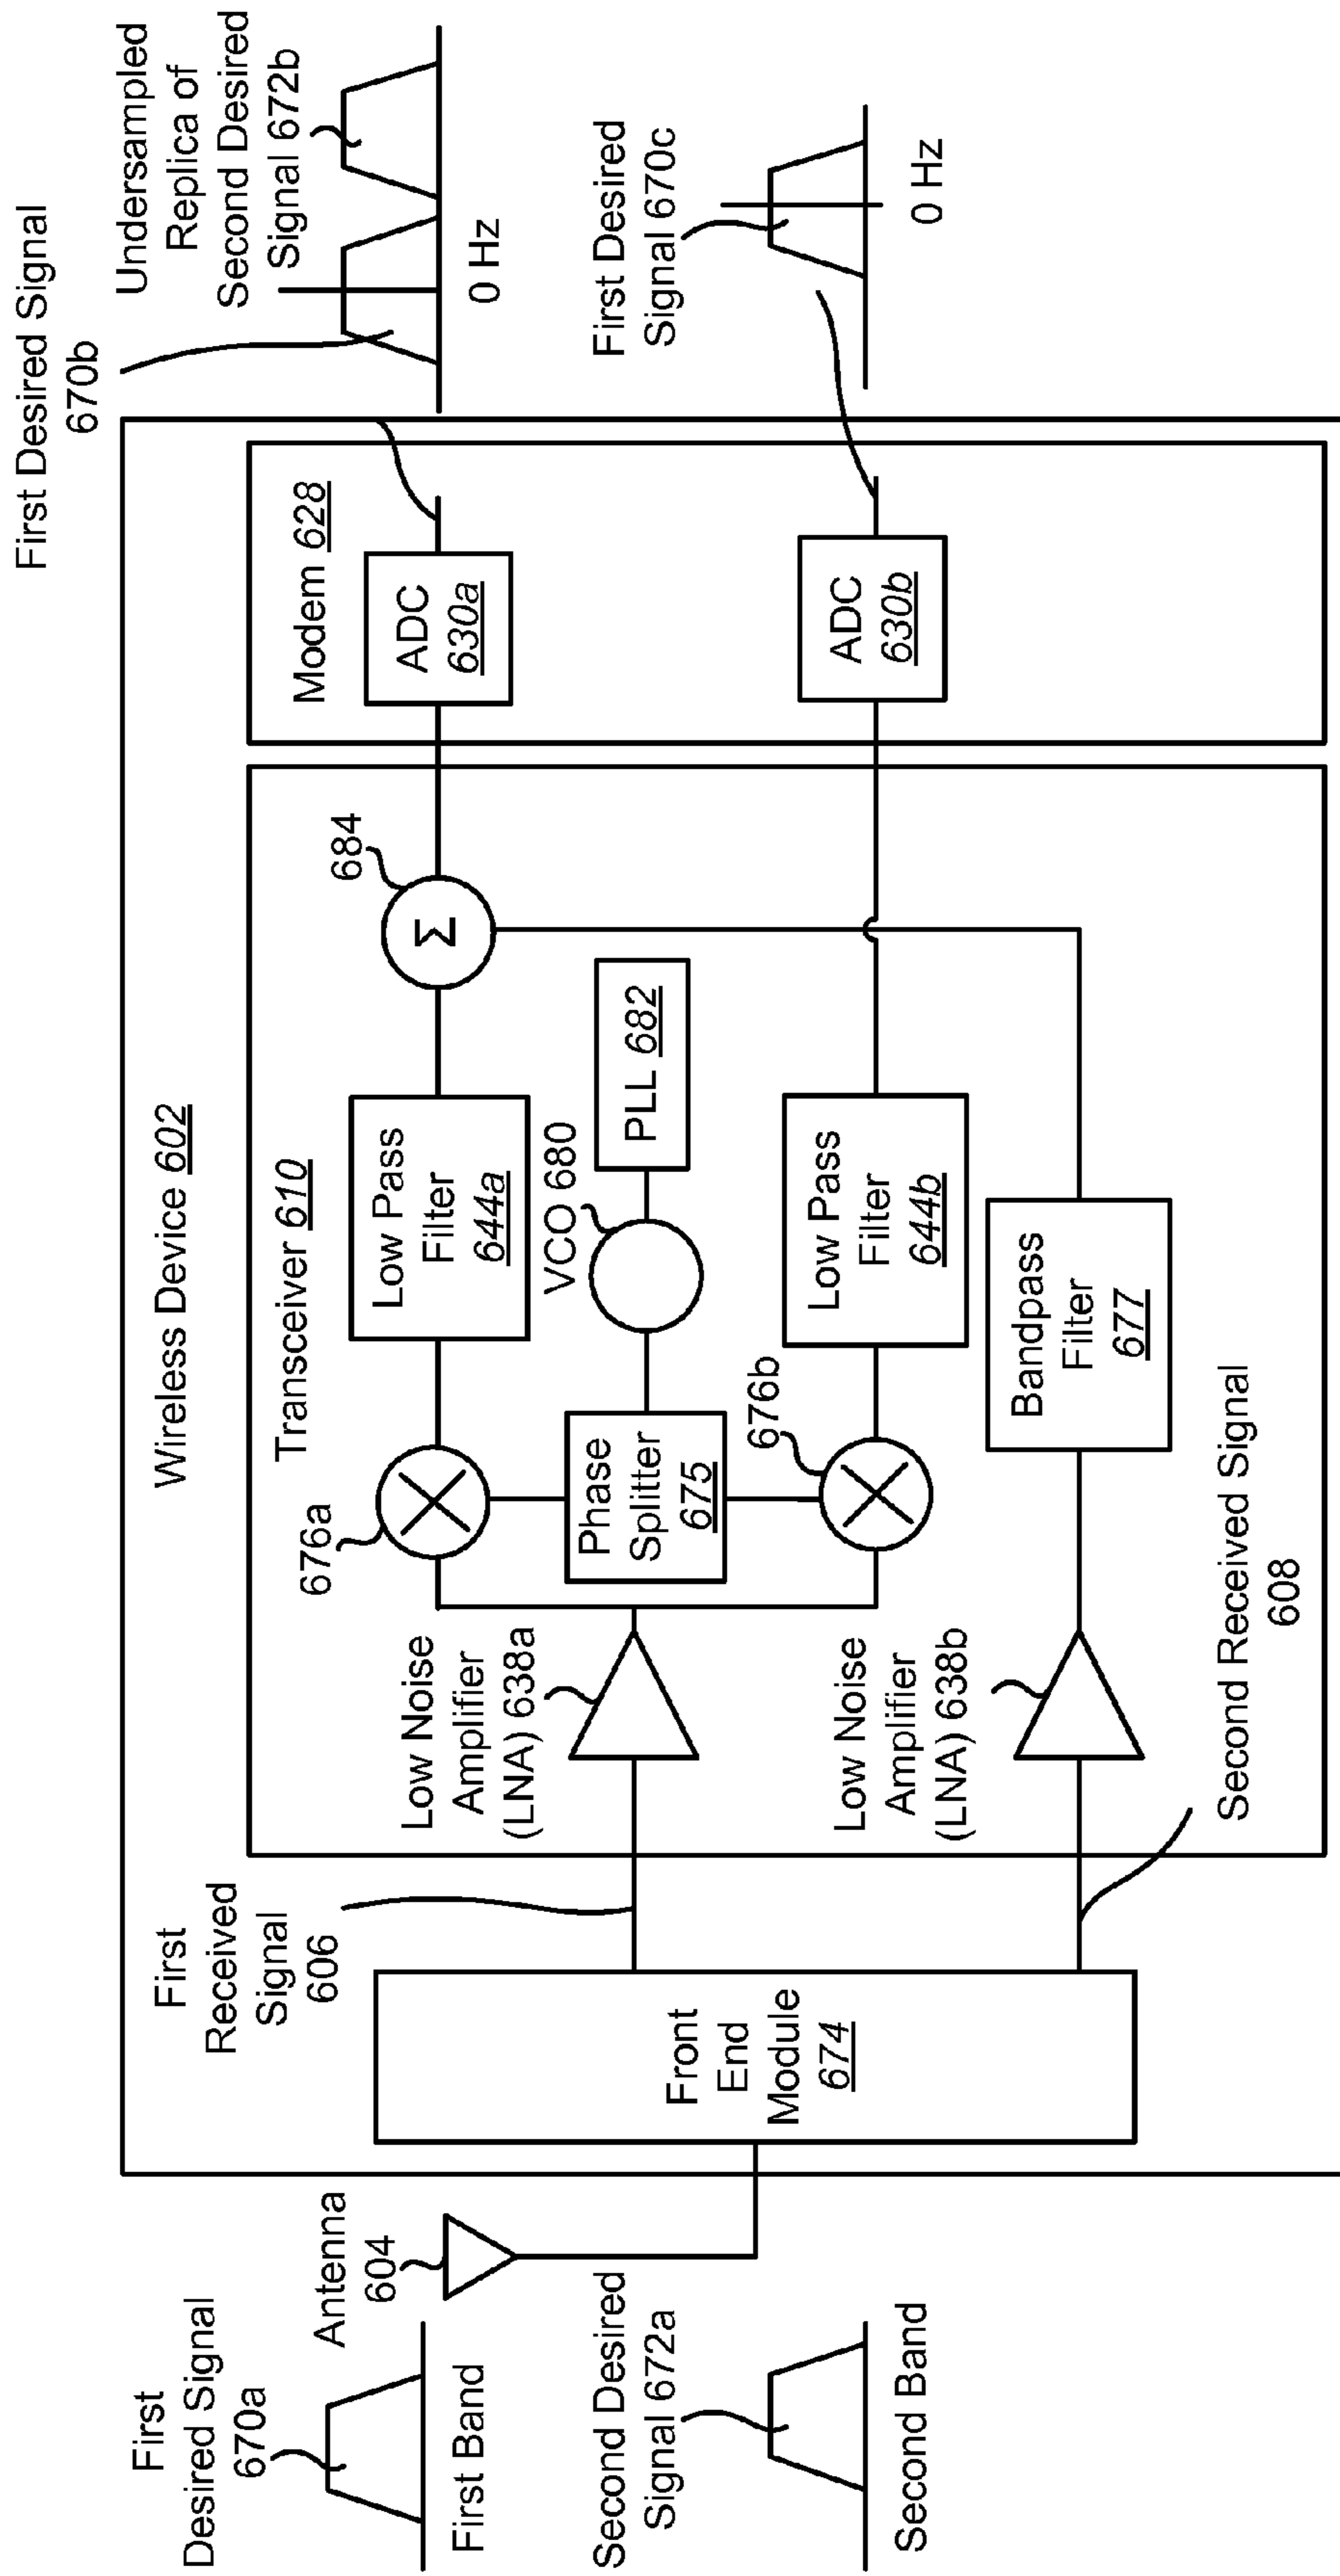 First Desired Signal
670b
Undersampled
Replica of
Second Desired
Signal 672b
0 Hz
First Desired
Signal 670c
0 Hz
Wireless Device 602
Modem 628
ADC
630a
ADC
630b
Transceiver 610
684
Σ
Low Pass
Filter
644a
PLL 682
VCO 680
Low Pass
Filter
644b
Bandpass
Filter
677
676a
Phase
Splitter
675
676b
Low Noise
Amplifier
(LNA) 638a
Low Noise
Amplifier
(LNA) 638b
Second Received Signal
608
First
Received
Signal
606
Front
End
Module
674
Antenna
604
First
Desired Signal
670a
First Band
Second Desired
Signal 672a
Second Band